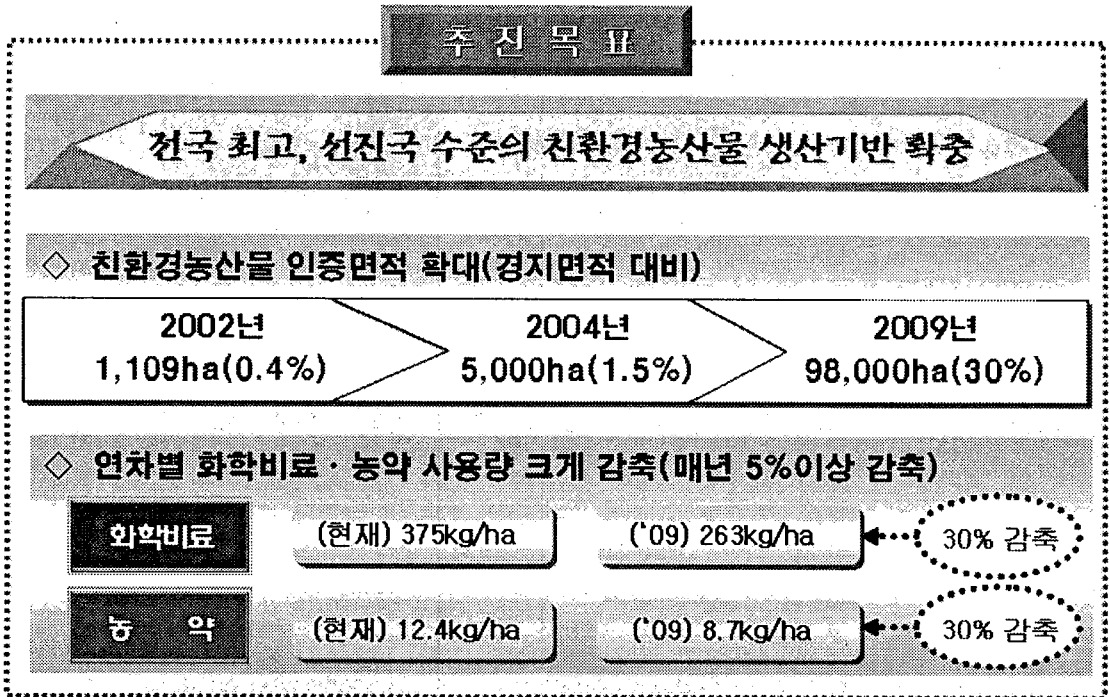 추 진 목 표
전국 최고, 선진국 수준의 친환경농산물 생산기반 확충
◇ 친환경농산물 인증면적 확대(경지면적 대비)
2002년
1,109ha(0.4%)
2004년
5,000ha(1.5%)
2009년
98,000ha(30%)
◇ 연차별 화학비료 · 농약 사용량 크게 감축(매년 5%이상 감축)
화학비료 (현재) 375kg/ha (‘09) 263kg/ha 30% 감축
농 약 (현재) 12.4kg/ha (‘09) 8.7kg/ha 30% 감축